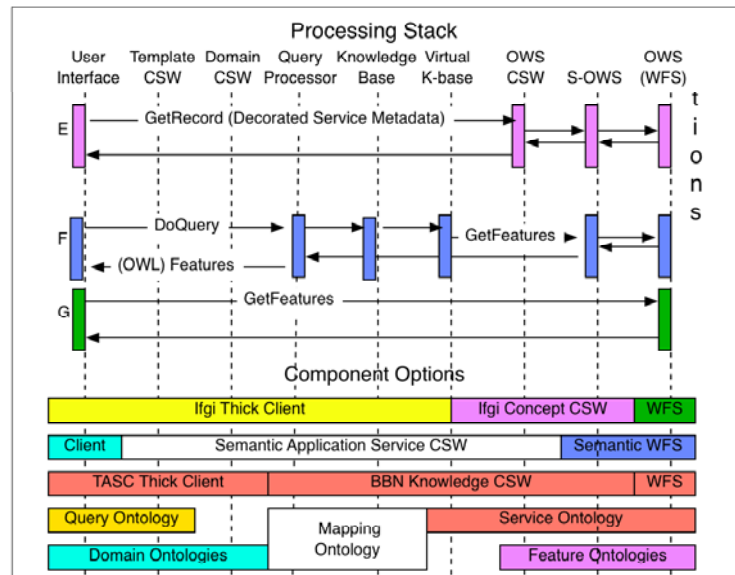 Processing Stack
User Interface
Template CSW
Domain CSW
Query Processor
Knowledge Base
Virtual K-base
OWS CSW
S-OWS
OWS (WFS)
t i o n s
E
GetRecord (Decorated Service Metadata)
F
DoQuery
GetFeatures
(OWL) Features
G
GetFeatures
Component Options
Ifgi Thick Client
Ifgi Concept CSW
WFS
Client
Semantic Application Service CSW
Semantic WFS
TASC Thick Client
BBN Knowledge CSW
WFS
Query Ontology
Mapping Ontology
Service Ontology
Domain Ontologies
Feature Ontologies